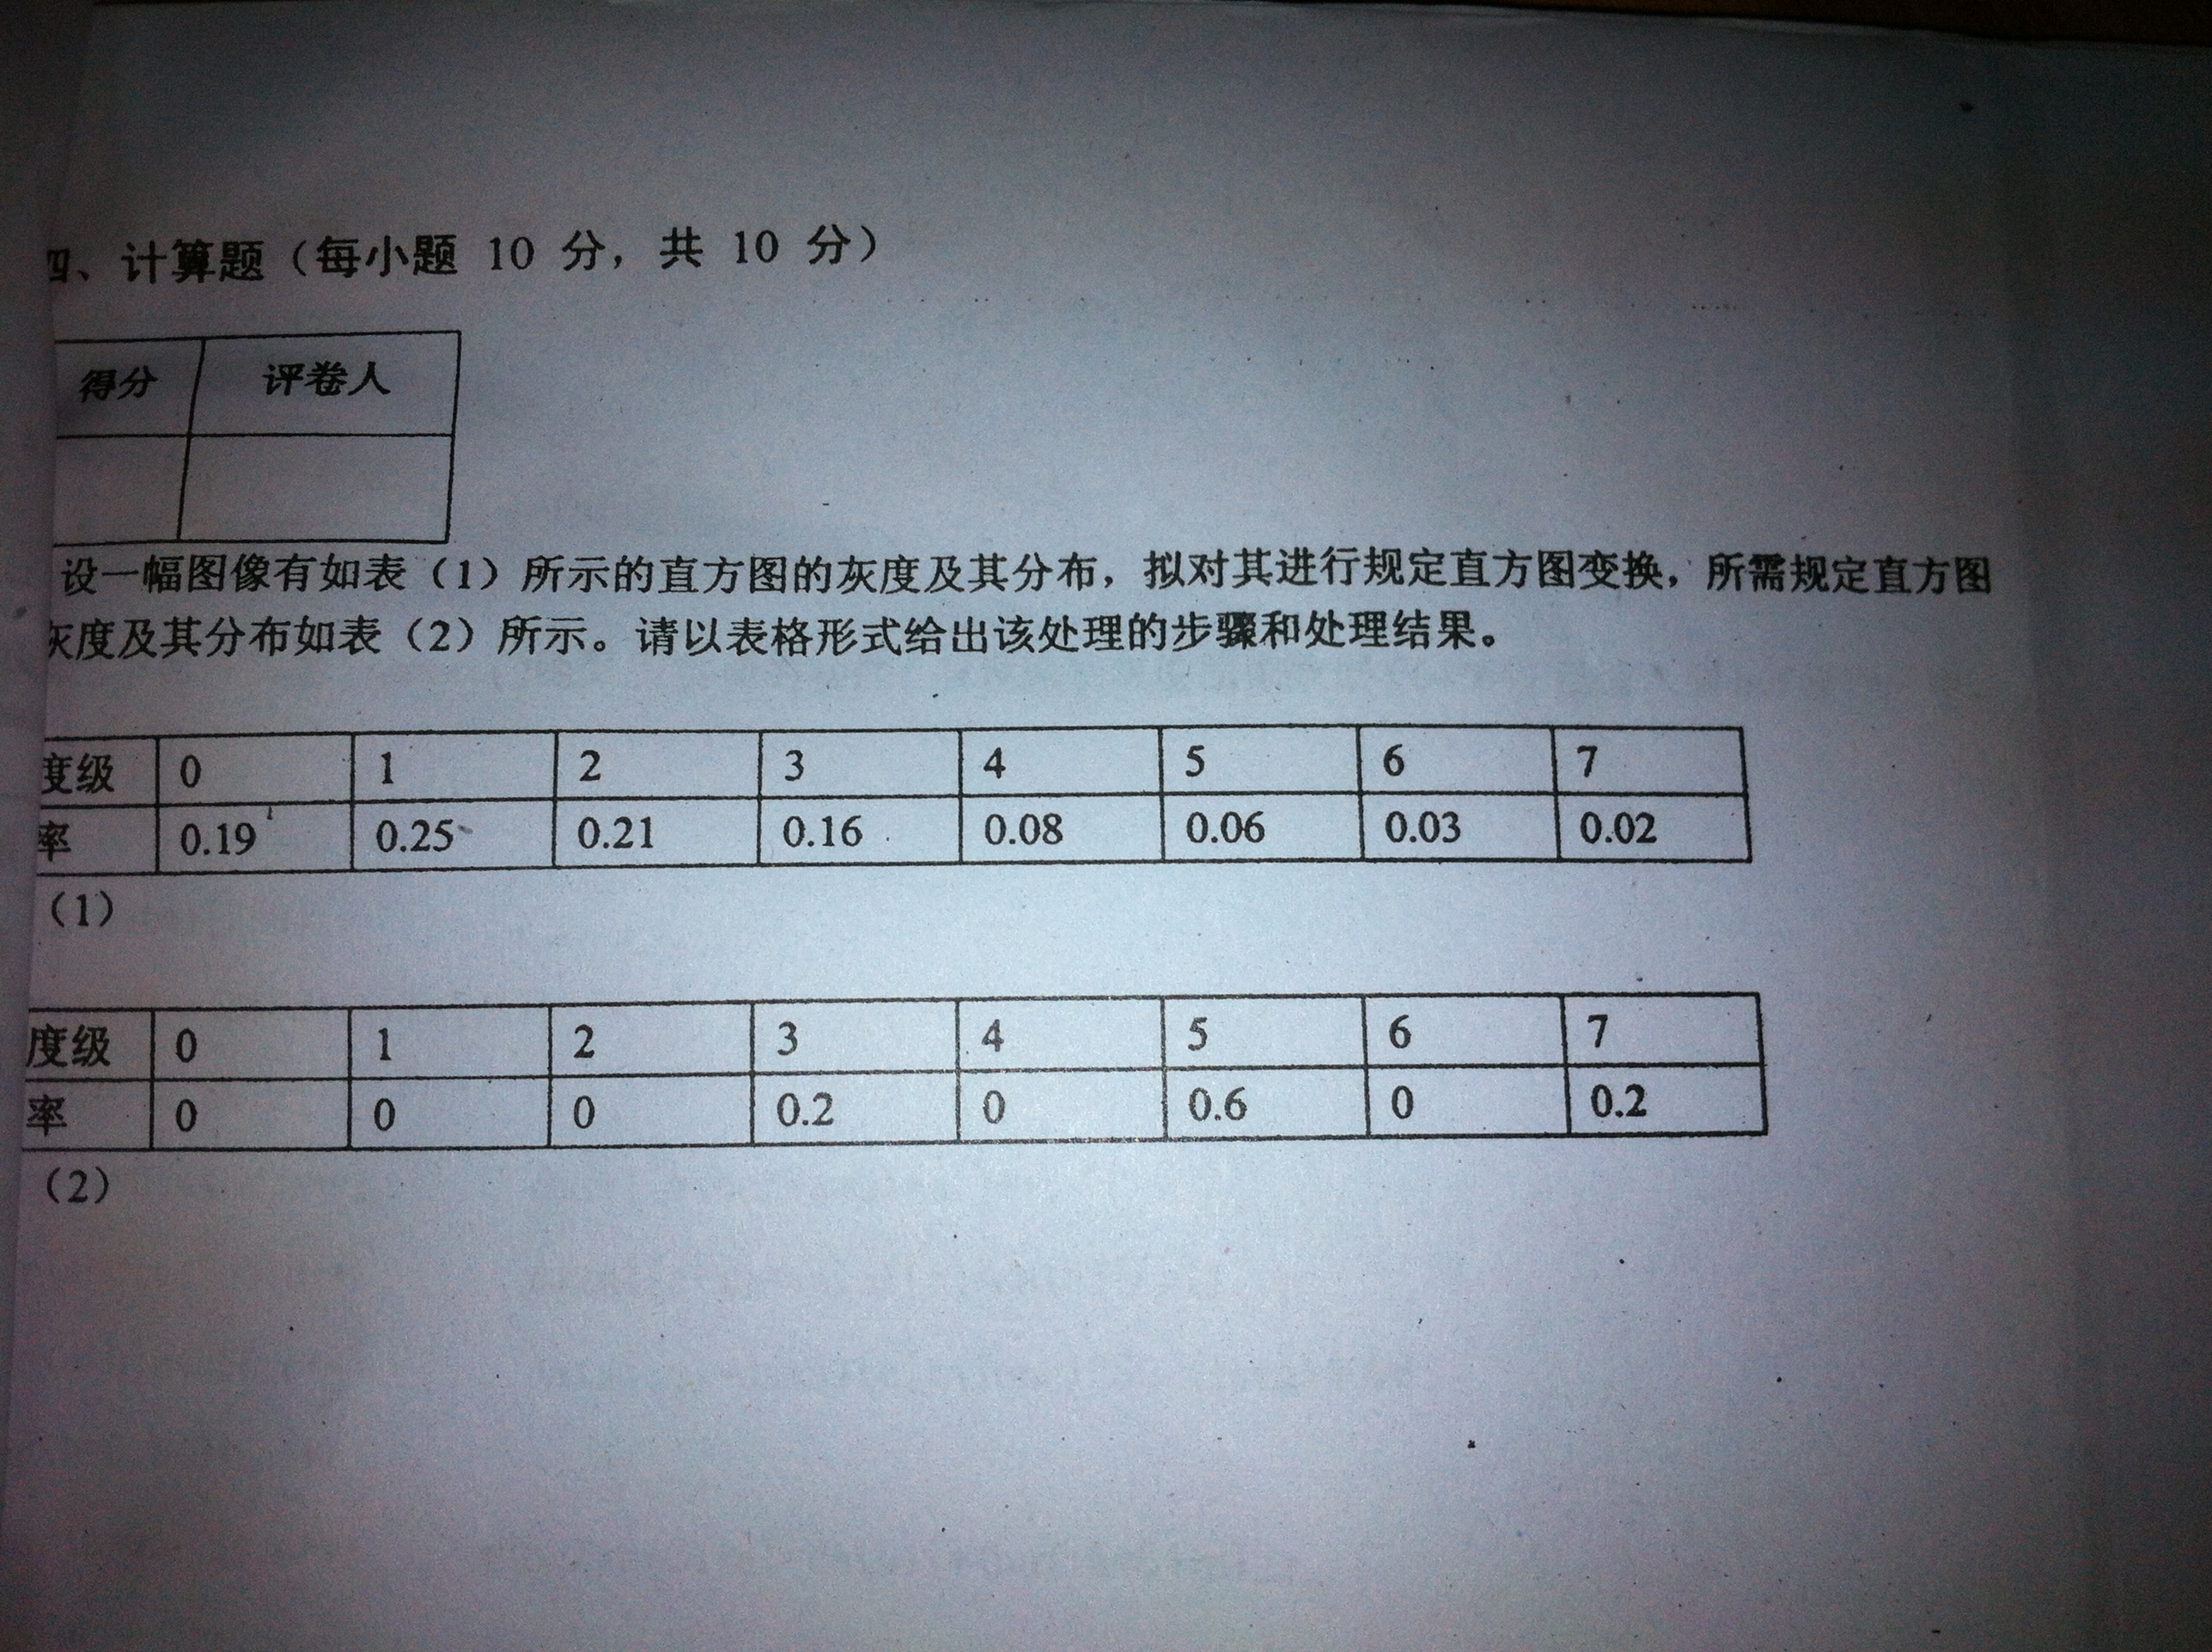 四、计算题（每小题 10 分，共 10 分）
得分 评卷人
设一幅图像有如表（1）所示的直方图的灰度及其分布，拟对其进行规定直方图变换，所需规定直方图
灰度及其分布如表（2）所示。请以表格形式给出该处理的步骤和处理结果。
度级 0 1 2 3 4 5 6 7
率 0.19 0.25 0.21 0.16 0.08 0.06 0.03 0.02
（1）
度级 0 1 2 3 4 5 6 7
率 0 0 0 0.2 0 0.6 0 0.2
（2）